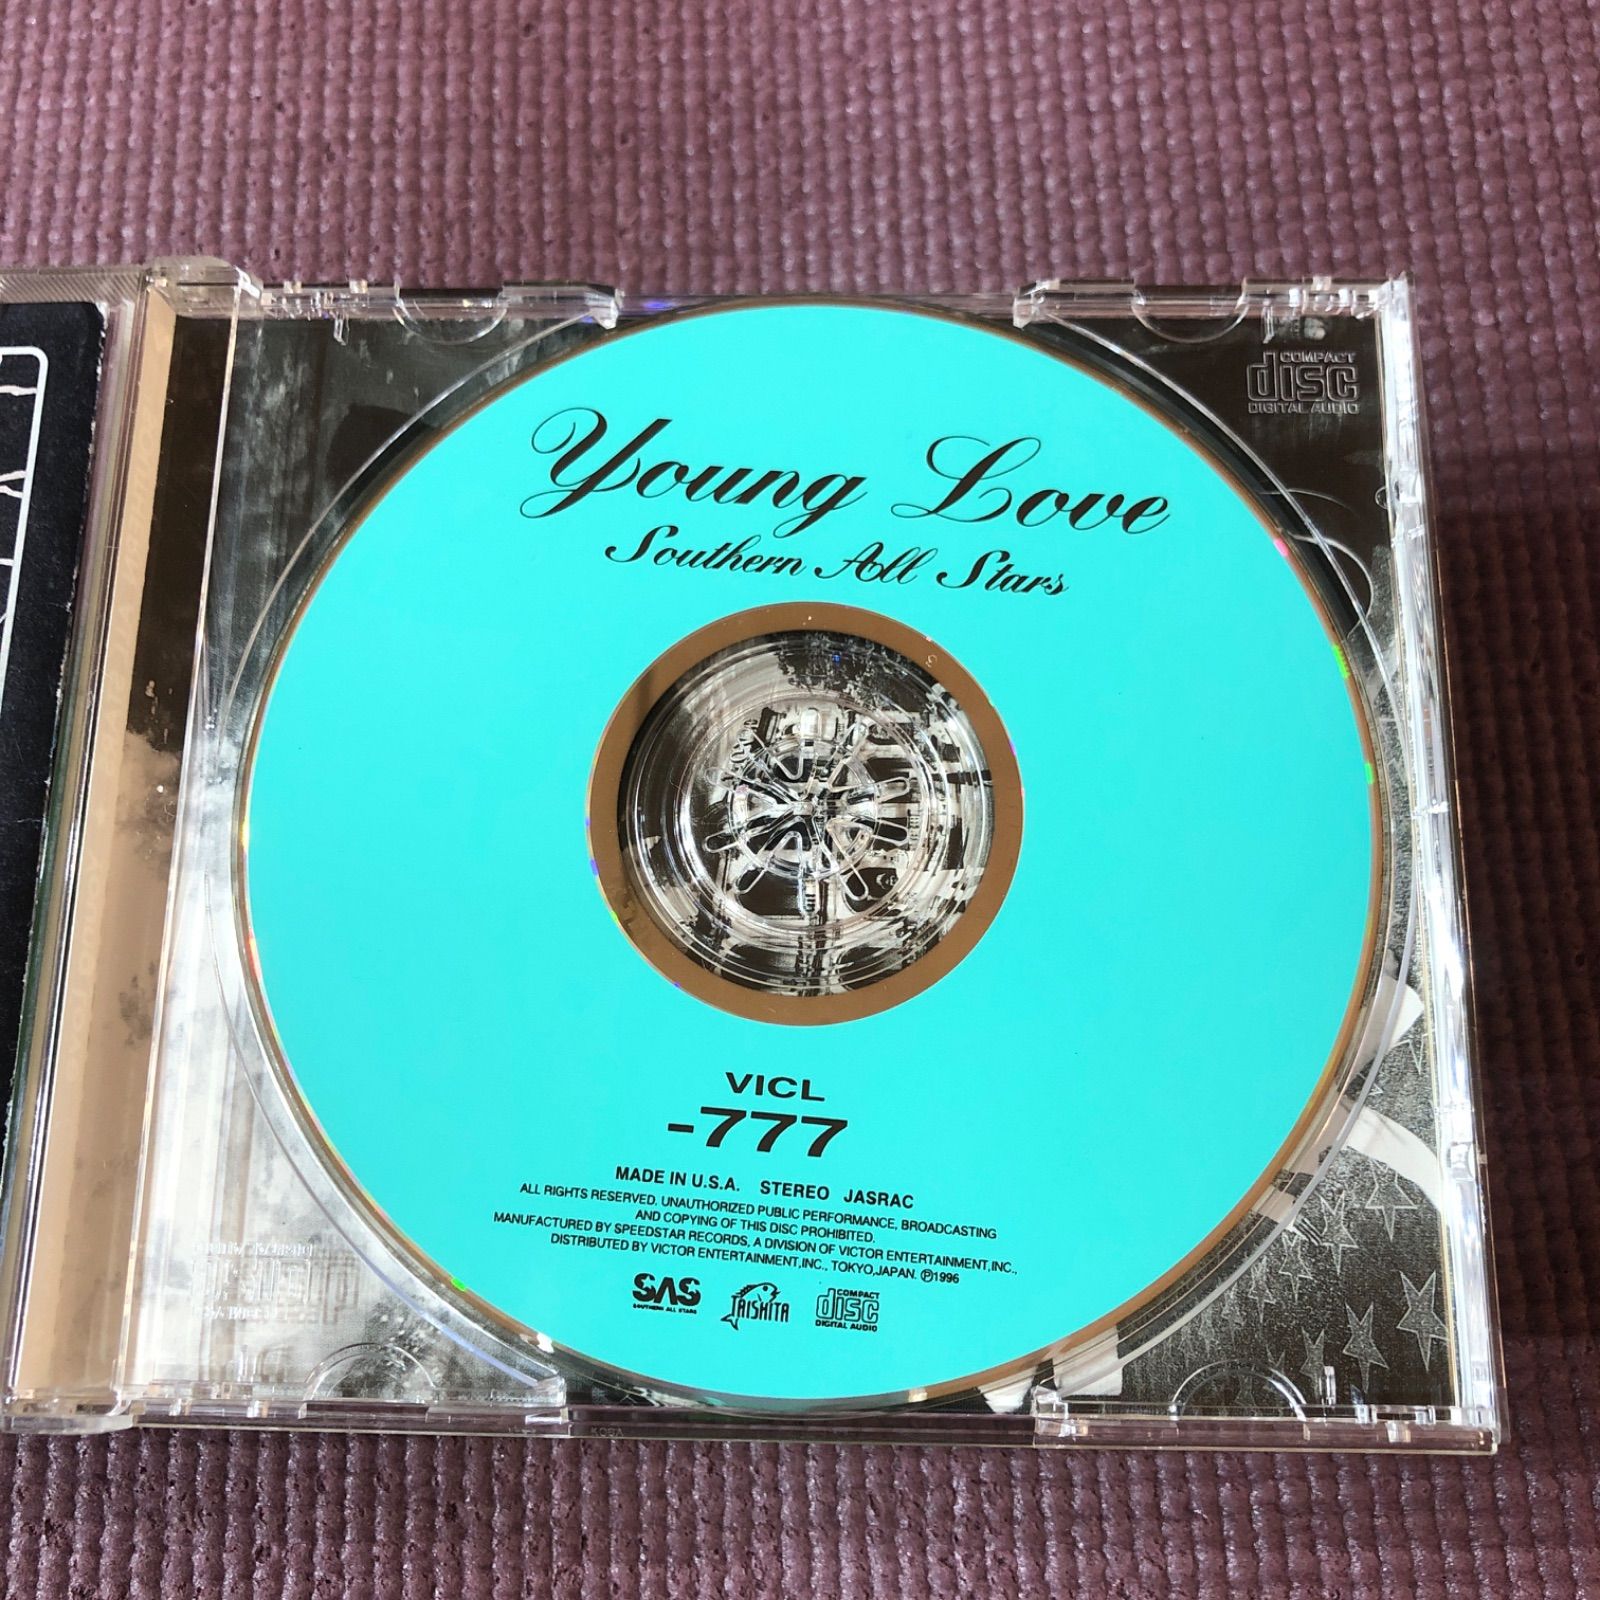 COMPACT
disc
DIGITAL AUDIO
Young Love
Southern All Stars
3
VICL
-777
MADE IN U.S.A. STEREO JASRAC
ALL RIGHTS RESERVED. UNAUTHORIZED PUBLIC PERFORMANCE, BROADCASTING
AND COPYING OF THIS DISC PROHIBITED.
MANUFACTURED BY SPEEDSTAR RECORDS, A DIVISION OF VICTOR ENTERTAINMENT, INC.,
DISTRIBUTED BY VICTOR ENTERTAINMENT, INC., TOKYO, JAPAN. ℗1996
SAS
SOUTHERN ALL STARS
TAISHITA
COMPACT
disc
DIGITAL AUDIO